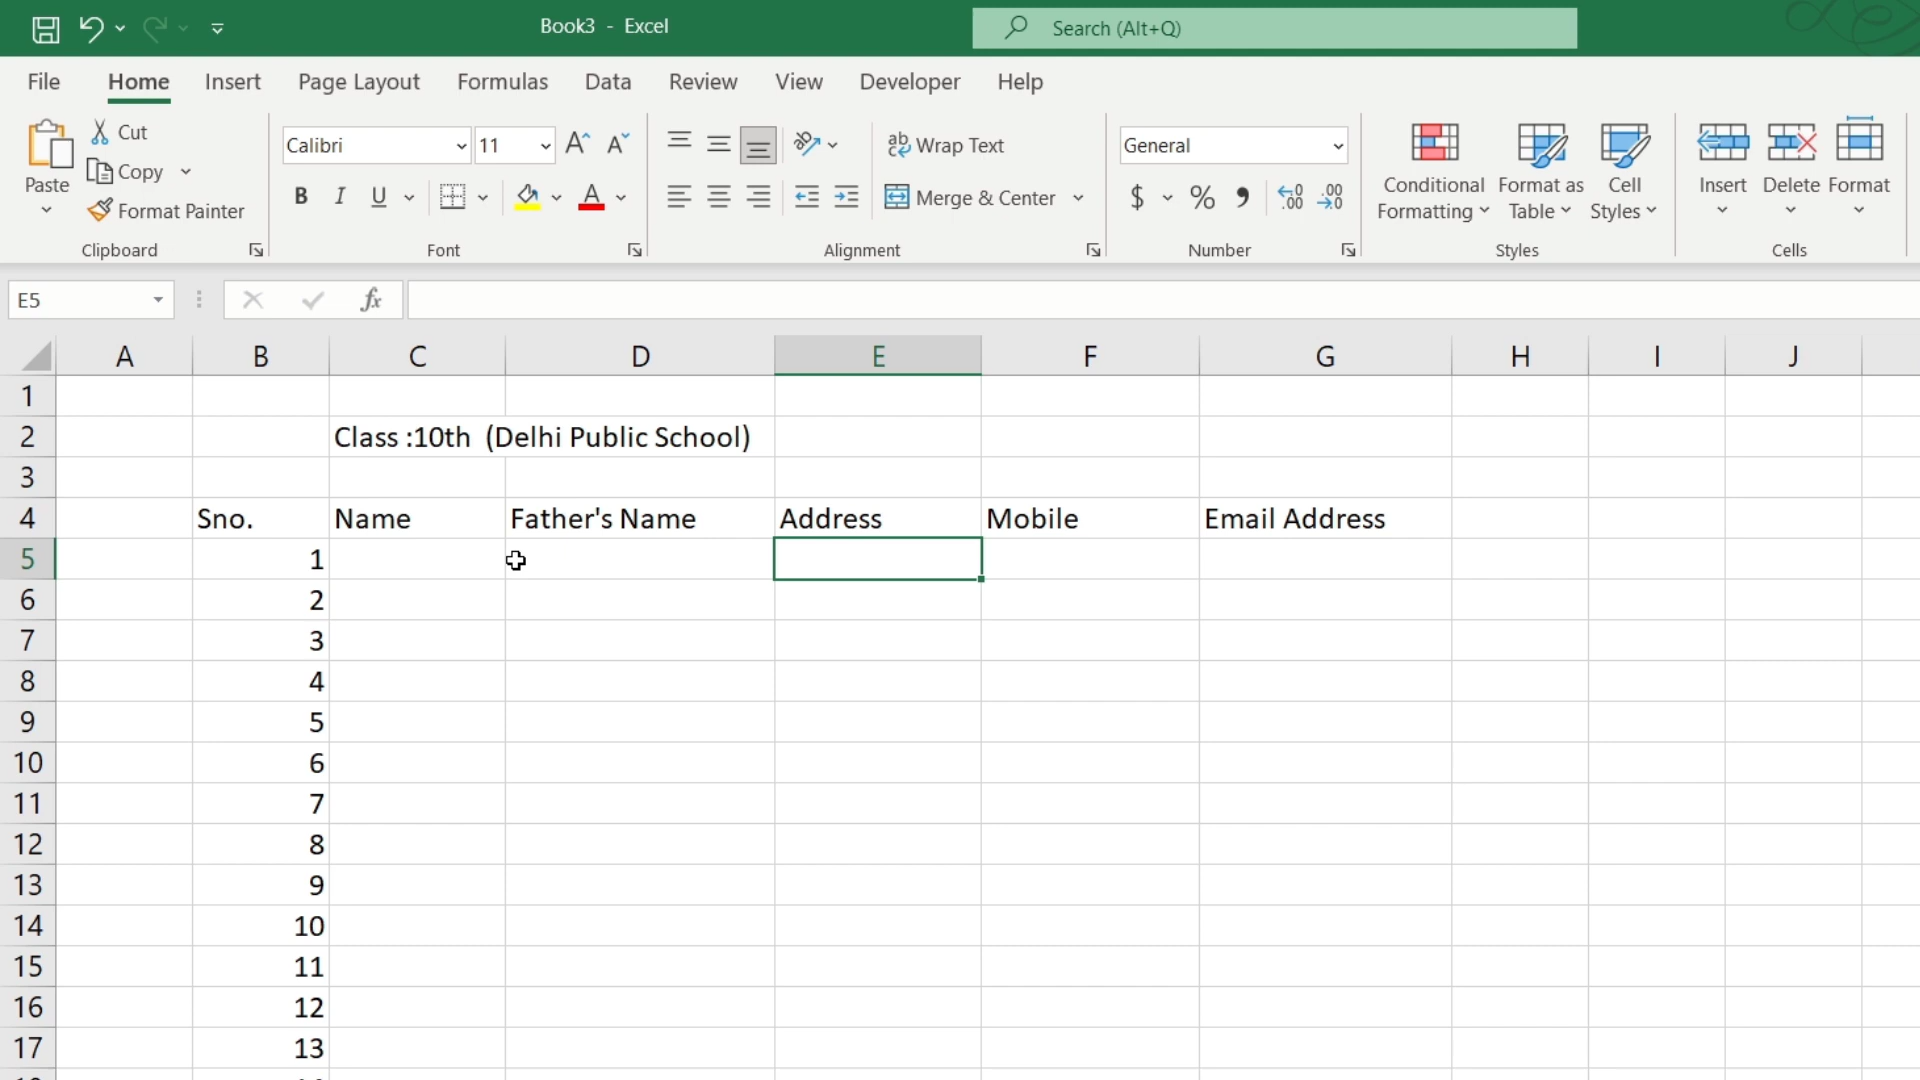 Book3 - Excel
Search (Alt+Q)
File Home Insert Page Layout Formulas Data Review View Developer Help
Paste
Cut
Copy
Format Painter
Clipboard
Calibri 11
B I U A
Font
Wrap Text
Merge & Center
Alignment
General
$ % , .00 .00
Number
Conditional Formatting
Format as Table
Cell Styles
Styles
Insert Delete Format
Cells
E5 fx
A B C D E F G H I J
1
2 Class :10th (Delhi Public School)
3
4 Sno. Name Father's Name Address Mobile Email Address
5 1
6 2
7 3
8 4
9 5
10 6
11 7
12 8
13 9
14 10
15 11
16 12
17 13